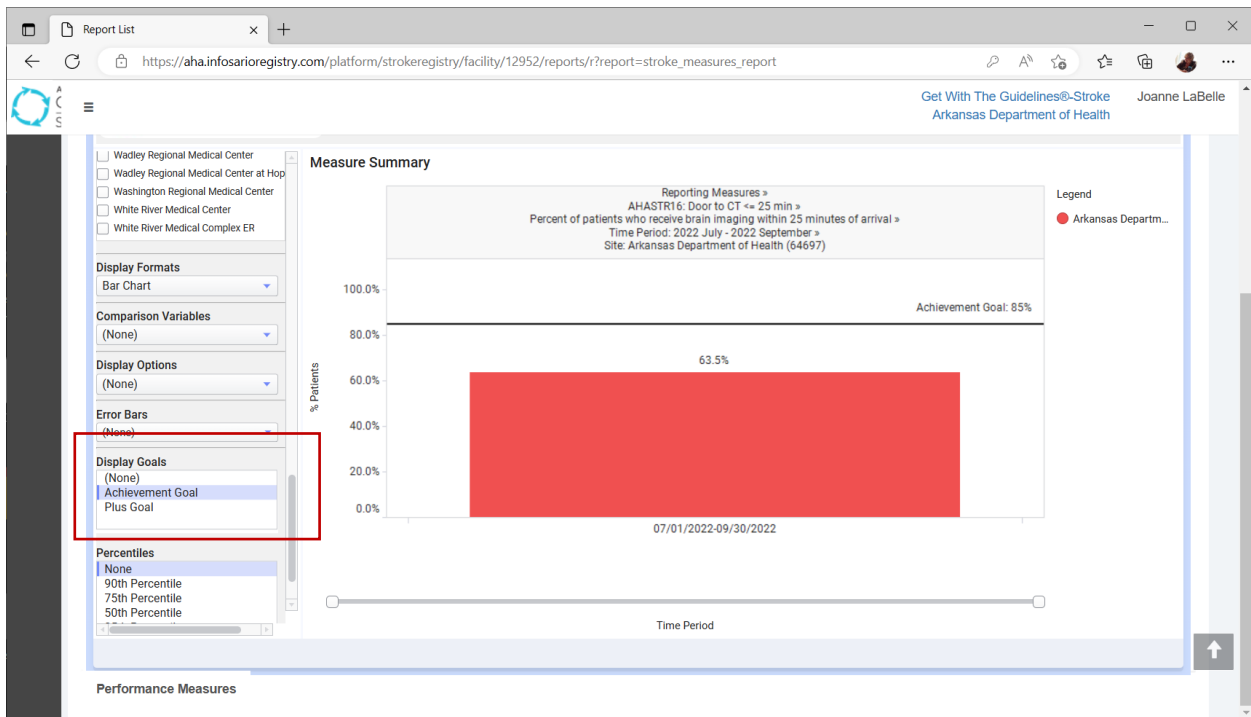 Report List
https://aha.infosarioregistry.com/platform/strokeregistry/facility/12952/reports/r?report=stroke_measures_report
Get With The Guidelines®-Stroke
Arkansas Department of Health
Joanne LaBelle
Wadley Regional Medical Center
Wadley Regional Medical Center at Hop
Washington Regional Medical Center
White River Medical Center
White River Medical Complex ER
Display Formats
Bar Chart
Comparison Variables
(None)
Display Options
(None)
Error Bars
(None)
Display Goals
(None)
Achievement Goal
Plus Goal
Percentiles
None
90th Percentile
75th Percentile
50th Percentile
Measure Summary
Reporting Measures »
AHASTR16: Door to CT <= 25 min »
Percent of patients who receive brain imaging within 25 minutes of arrival »
Time Period: 2022 July - 2022 September »
Site: Arkansas Department of Health (64697)
Legend
Arkansas Departm...
% Patients
100.0%
80.0%
60.0%
40.0%
20.0%
0.0%
Achievement Goal: 85%
63.5%
07/01/2022-09/30/2022
Time Period
Performance Measures